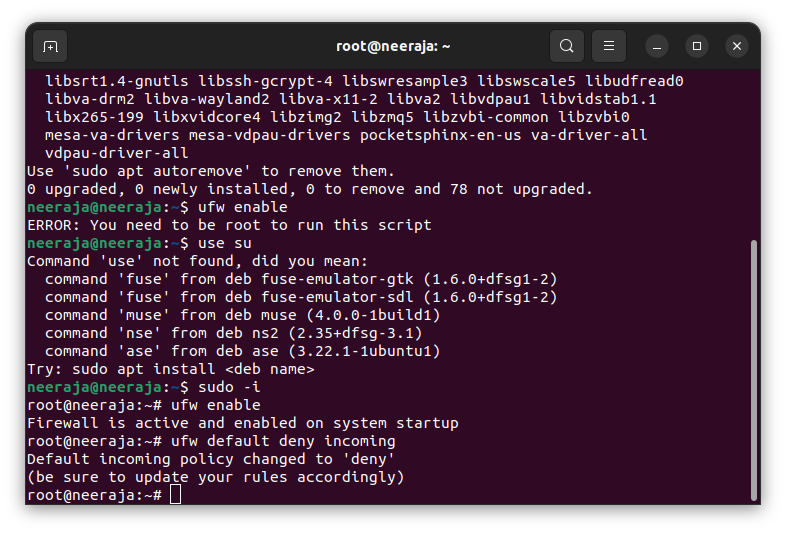 root@neeraja: ~
libsrt1.4-gnutls libssh-gcrypt-4 libswresample3 libswscale5 libudfread0
libva-drm2 libva-wayland2 libva-x11-2 libva2 libvdpau1 libvidstab1.1
libx265-199 libxvidcore4 libzimg2 libzmq5 libzvbi-common libzvbi0
mesa-va-drivers mesa-vdpau-drivers pocketsphinx-en-us va-driver-all
vdpau-driver-all
Use 'sudo apt autoremove' to remove them.
0 upgraded, 0 newly installed, 0 to remove and 78 not upgraded.
neeraja@neeraja:~$ ufw enable
ERROR: You need to be root to run this script
neeraja@neeraja:~$ use su
Command 'use' not found, did you mean:
command 'fuse' from deb fuse-emulator-gtk (1.6.0+dfsg1-2)
command 'fuse' from deb fuse-emulator-sdl (1.6.0+dfsg1-2)
command 'muse' from deb muse (4.0.0-1build1)
command 'nse' from deb ns2 (2.35+dfsg-3.1)
command 'ase' from deb ase (3.22.1-1ubuntu1)
Try: sudo apt install <deb name>
neeraja@neeraja:~$ sudo -i
root@neeraja:~# ufw enable
Firewall is active and enabled on system startup
root@neeraja:~# ufw default deny incoming
Default incoming policy changed to 'deny'
(be sure to update your rules accordingly)
root@neeraja:~#